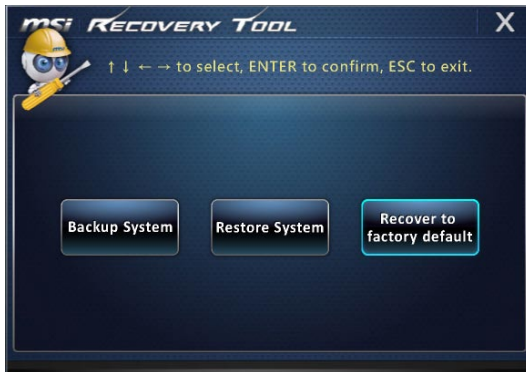 msi RECOVERY TOOL X
↑ ↓ ← → to select, ENTER to confirm, ESC to exit.
Backup System
Restore System
Recover to
factory default